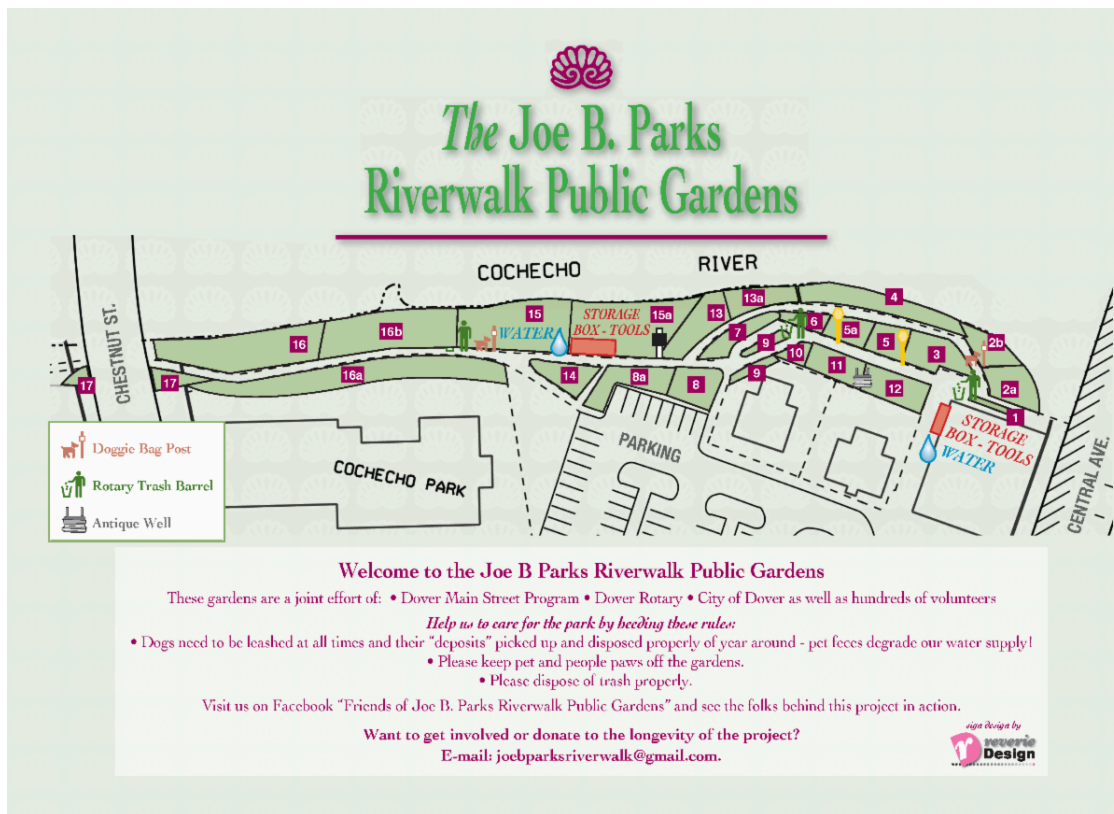 The Joe B. Parks
Riverwalk Public Gardens
COCHECHO RIVER
CHESTNUT ST.
17
17
16
16b
16a
15
WATER
STORAGE
BOX - TOOLS
15a
14
8a
8
13
13a
7
9
9
10
6
5a
5
4
3
2b
2a
1
11
12
STORAGE
BOX - TOOLS
WATER
PARKING
COCHECHO PARK
CENTRAL AVE.
Doggie Bag Post
Rotary Trash Barrel
Antique Well
Welcome to the Joe B Parks Riverwalk Public Gardens
These gardens are a joint effort of: • Dover Main Street Program • Dover Rotary • City of Dover as well as hundreds of volunteers
Help us to care for the park by heeding these rules:
• Dogs need to be leashed at all times and their “deposits” picked up and disposed properly of year around - pet feces degrade our water supply!
• Please keep pet and people paws off the gardens.
• Please dispose of trash properly.
Visit us on Facebook “Friends of Joe B. Parks Riverwalk Public Gardens” and see the folks behind this project in action.
Want to get involved or donate to the longevity of the project?
E-mail: joebparksriverwalk@gmail.com.
sign design by
r reverie
Design